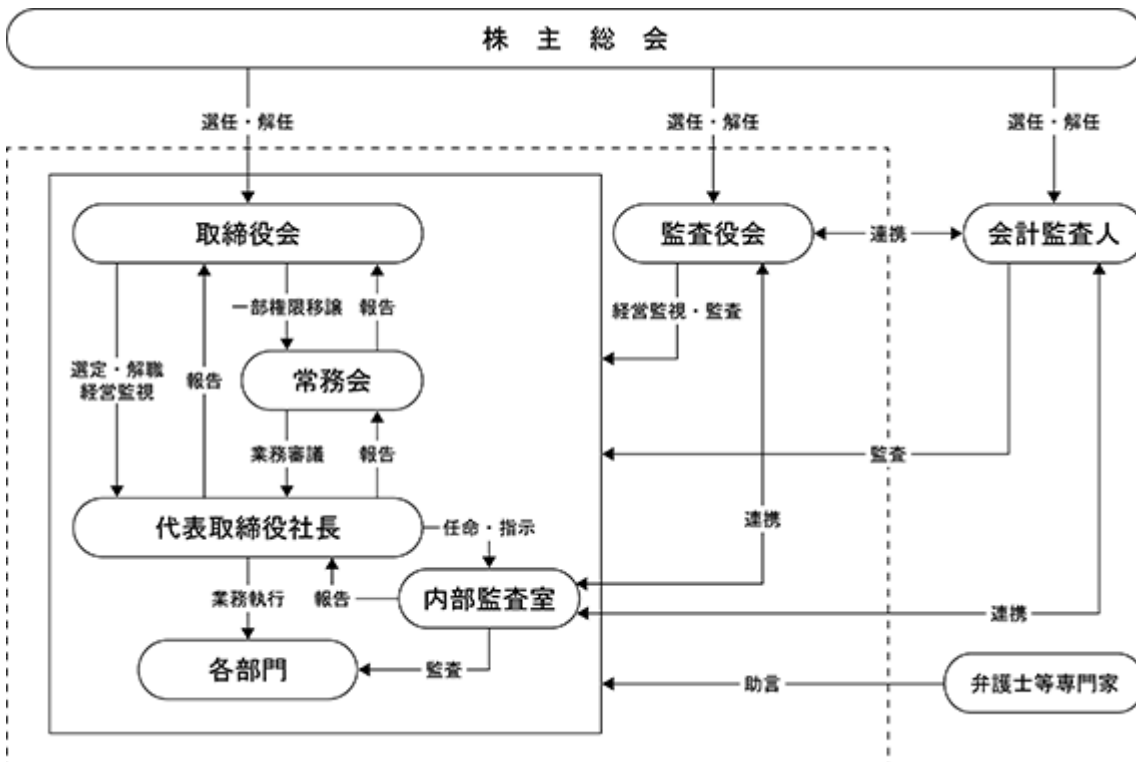 株主総会
選任・解任
選任・解任
選任・解任
取締役会
監査役会
連携
会計監査人
一部権限移譲
報告
経営監視・監査
選定・解職
経営監視
報告
常務会
業務審議
報告
監査
代表取締役社長
任命・指示
連携
業務執行
報告
内部監査室
連携
各部門
監査
助言
弁護士等専門家